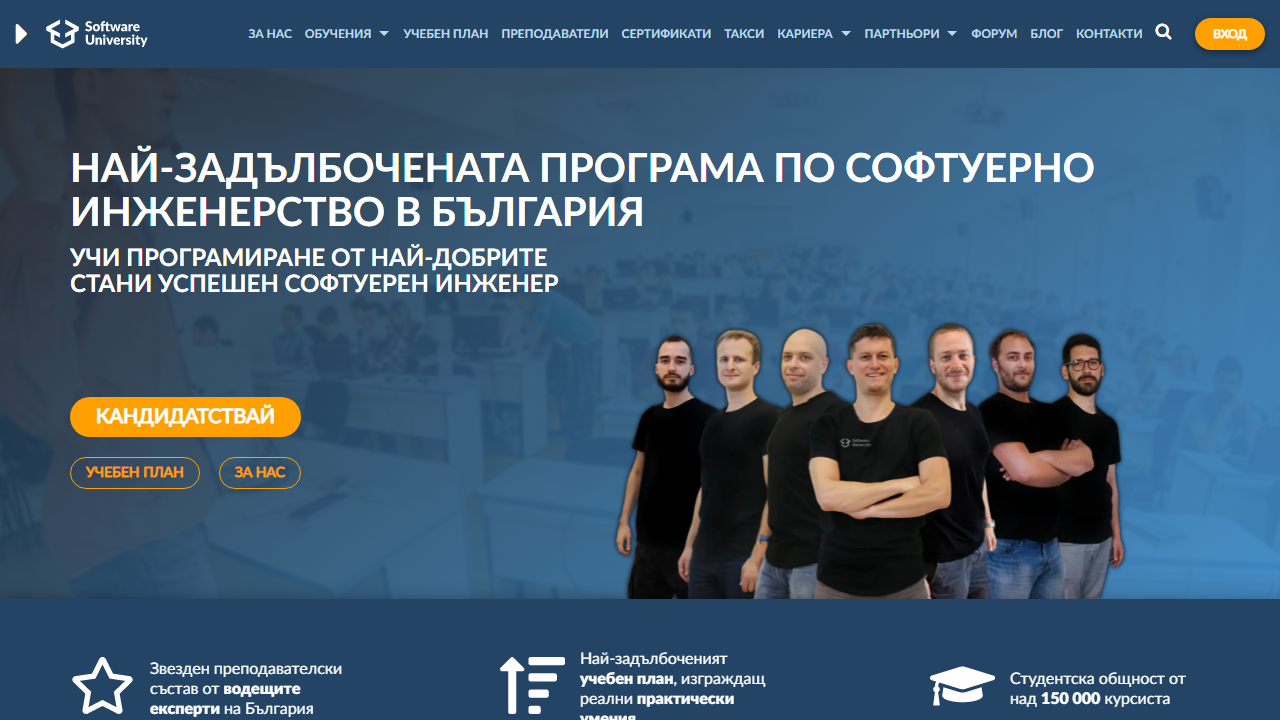 Software
University
ЗА НАС ОБУЧЕНИЯ УЧЕБЕН ПЛАН ПРЕПОДАВАТЕЛИ СЕРТИФИКАТИ ТАКСИ КАРИЕРА ПАРТНЬОРИ ФОРУМ БЛОГ КОНТАКТИ ВХОД
НАЙ-ЗАДЪЛБОЧЕНАТА ПРОГРАМА ПО СОФТУЕРНО
ИНЖЕНЕРСТВО В БЪЛГАРИЯ
УЧИ ПРОГРАМИРАНЕ ОТ НАЙ-ДОБРИТЕ
СТАНИ УСПЕШЕН СОФТУЕРЕН ИНЖЕНЕР
КАНДИДАТСТВАЙ
УЧЕБЕН ПЛАН ЗА НАС
Software
University
Звезден преподавателски
състав от водещите
експерти на България
Най-задълбоченият
учебен план, изграждащ
реални практически
умения
Студентска общност от
над 150 000 курсиста